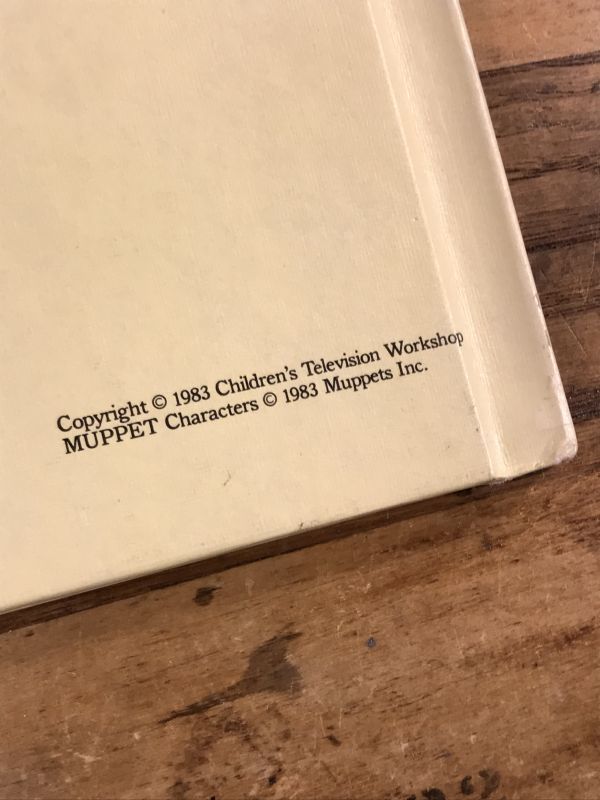 Copyright © 1983 Children's Television Workshop
MUPPET Characters © 1983 Muppets Inc.